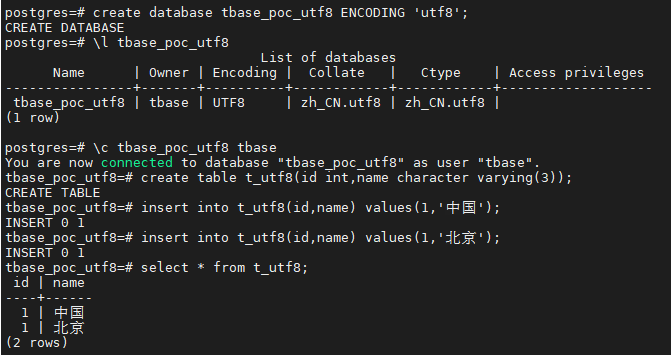 postgres=# create database tbase_poc_utf8 ENCODING 'utf8';
CREATE DATABASE
postgres=# \l tbase_poc_utf8
                                List of databases
      Name      | Owner | Encoding |  Collate   |   Ctype    | Access privileges
----------------+-------+----------+------------+------------+-------------------
 tbase_poc_utf8 | tbase | UTF8     | zh_CN.utf8 | zh_CN.utf8 |
(1 row)

postgres=# \c tbase_poc_utf8 tbase
You are now connected to database "tbase_poc_utf8" as user "tbase".
tbase_poc_utf8=# create table t_utf8(id int,name character varying(3));
CREATE TABLE
tbase_poc_utf8=# insert into t_utf8(id,name) values(1,'中国');
INSERT 0 1
tbase_poc_utf8=# insert into t_utf8(id,name) values(1,'北京');
INSERT 0 1
tbase_poc_utf8=# select * from t_utf8;
 id | name
----+------
  1 | 中国
  1 | 北京
(2 rows)